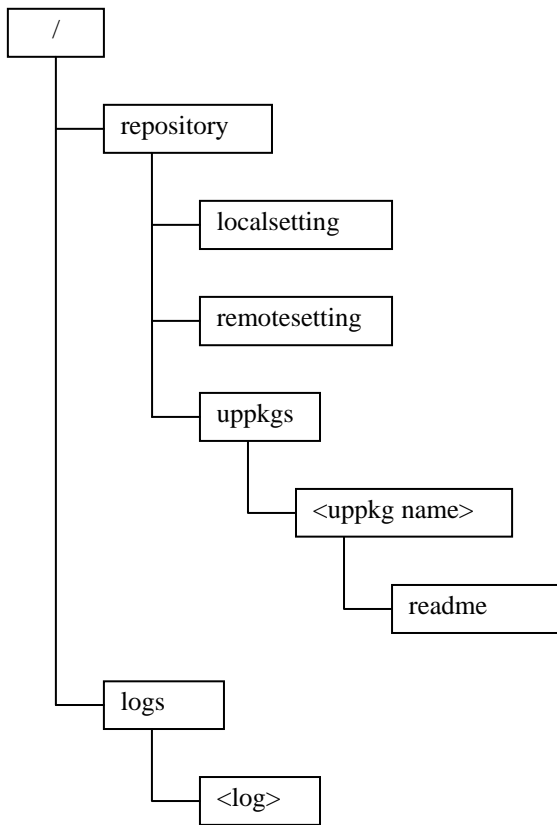 /
repository
localsetting
remotesetting
uppkgs
<uppkg name>
readme
logs
<log>